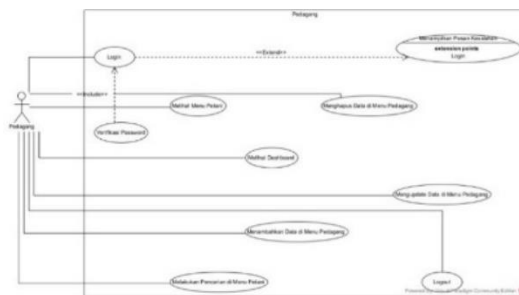 Pedagang
Menampilkan Pesan Kesalahan
extension points
Login
Login
<<Extend>>
<<Include>>
Melihat Menu Petani
Menghapus Data di Menu Pedagang
Pedagang
Verifikasi Password
Melihat Dashboard
Mengupdate Data di Menu Pedagang
Menambahkan Data di Menu Pedagang
Melakukan Pencarian di Menu Petani
Logout
Community Edition